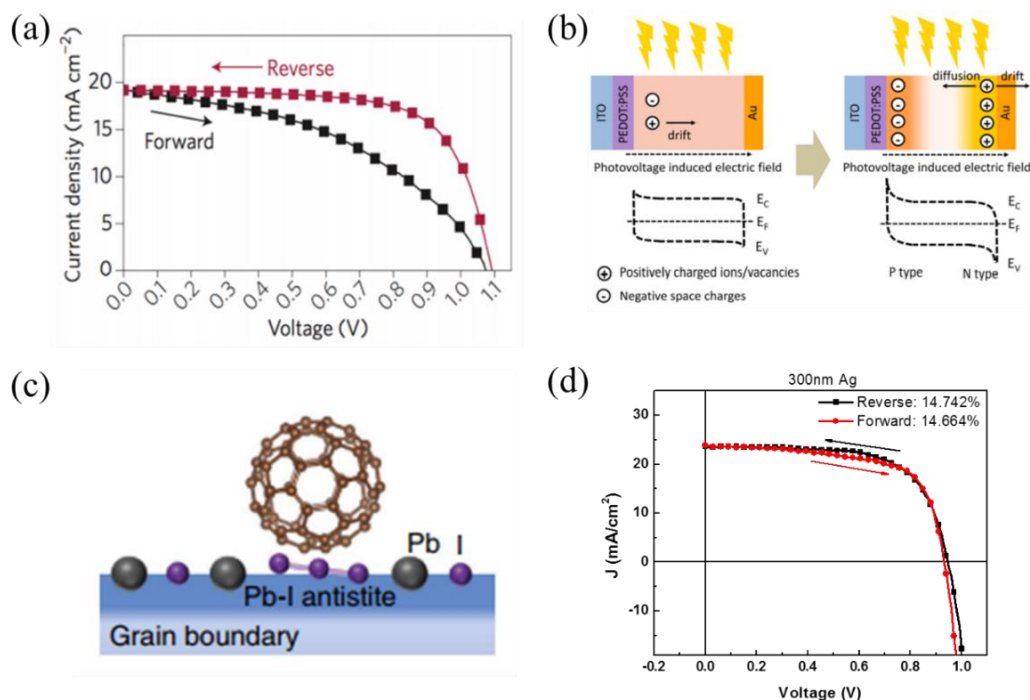 (a)
Current density (mA cm⁻²)
20
15
10
5
0
Reverse
Forward
0.0 0.1 0.2 0.3 0.4 0.5 0.6 0.7 0.8 0.9 1.0 1.1
Voltage (V)
(b)
ITO
PEDOT:PSS
- 
+ drift
Au
Photovoltage induced electric field
E_C
E_F
E_V
+ Positively charged ions/vacancies
- Negative space charges
ITO
PEDOT:PSS
diffusion drift
Au
Photovoltage induced electric field
E_C
E_F
E_V
P type N type
(c)
Pb I
Pb-I antistite
Grain boundary
(d)
300nm Ag
Reverse: 14.742%
Forward: 14.664%
J (mA/cm²)
30
20
10
0
-10
-0.2 0.0 0.2 0.4 0.6 0.8 1.0
Voltage (V)